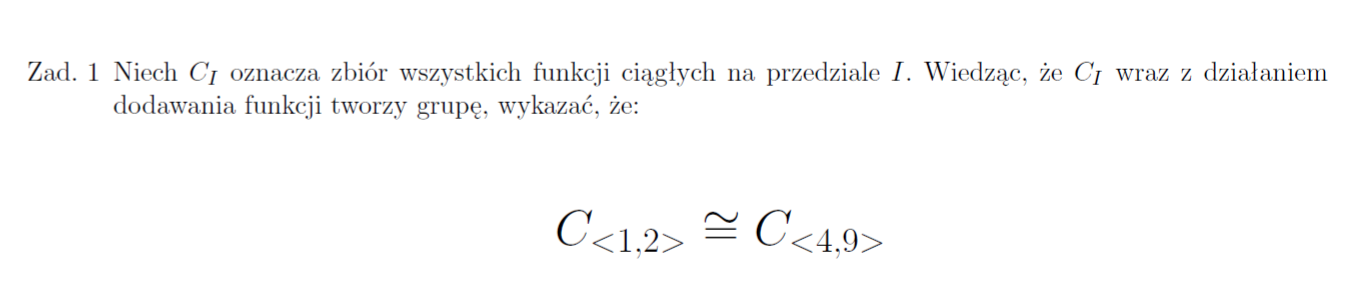 Zad. 1 Niech $C_I$ oznacza zbiór wszystkich funkcji ciągłych na przedziale $I$. Wiedząc, że $C_I$ wraz z działaniem
dodawania funkcji tworzy grupę, wykazać, że:
$C_{<1,2>} \cong C_{<4,9>}$